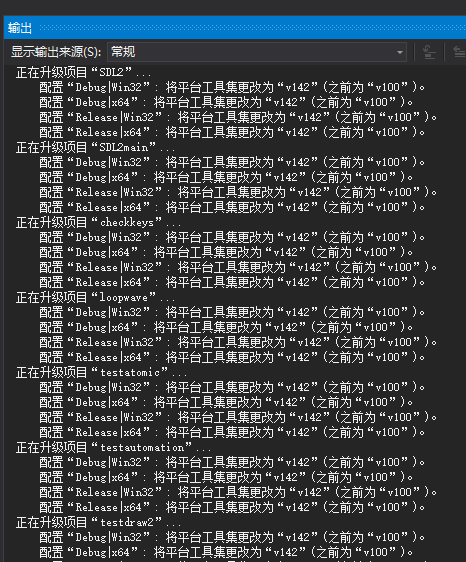 输出
显示输出来源(S): 常规
正在升级项目“SDL2”...
配置“Debug|Win32”: 将平台工具集更改为“v142”(之前为“v100”)。
配置“Debug|x64”: 将平台工具集更改为“v142”(之前为“v100”)。
配置“Release|Win32”: 将平台工具集更改为“v142”(之前为“v100”)。
配置“Release|x64”: 将平台工具集更改为“v142”(之前为“v100”)。
正在升级项目“SDL2main”...
配置“Debug|Win32”: 将平台工具集更改为“v142”(之前为“v100”)。
配置“Debug|x64”: 将平台工具集更改为“v142”(之前为“v100”)。
配置“Release|Win32”: 将平台工具集更改为“v142”(之前为“v100”)。
配置“Release|x64”: 将平台工具集更改为“v142”(之前为“v100”)。
正在升级项目“checkkeys”...
配置“Debug|Win32”: 将平台工具集更改为“v142”(之前为“v100”)。
配置“Debug|x64”: 将平台工具集更改为“v142”(之前为“v100”)。
配置“Release|Win32”: 将平台工具集更改为“v142”(之前为“v100”)。
配置“Release|x64”: 将平台工具集更改为“v142”(之前为“v100”)。
正在升级项目“loopwave”...
配置“Debug|Win32”: 将平台工具集更改为“v142”(之前为“v100”)。
配置“Debug|x64”: 将平台工具集更改为“v142”(之前为“v100”)。
配置“Release|Win32”: 将平台工具集更改为“v142”(之前为“v100”)。
配置“Release|x64”: 将平台工具集更改为“v142”(之前为“v100”)。
正在升级项目“testatomic”...
配置“Debug|Win32”: 将平台工具集更改为“v142”(之前为“v100”)。
配置“Debug|x64”: 将平台工具集更改为“v142”(之前为“v100”)。
配置“Release|Win32”: 将平台工具集更改为“v142”(之前为“v100”)。
配置“Release|x64”: 将平台工具集更改为“v142”(之前为“v100”)。
正在升级项目“testautomation”...
配置“Debug|Win32”: 将平台工具集更改为“v142”(之前为“v100”)。
配置“Debug|x64”: 将平台工具集更改为“v142”(之前为“v100”)。
配置“Release|Win32”: 将平台工具集更改为“v142”(之前为“v100”)。
配置“Release|x64”: 将平台工具集更改为“v142”(之前为“v100”)。
正在升级项目“testdraw2”...
配置“Debug|Win32”: 将平台工具集更改为“v142”(之前为“v100”)。
配置“Debug|x64”: 将平台工具集更改为“v142”(之前为“v100”)。